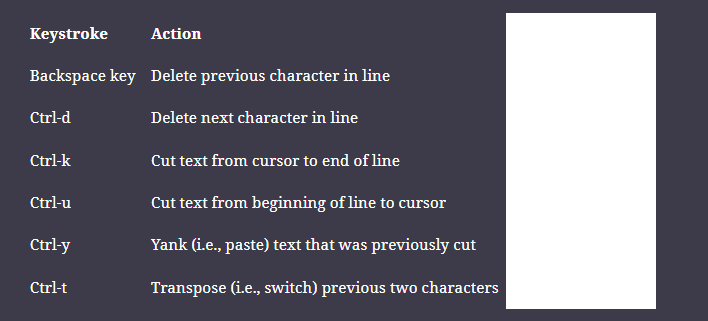 Keystroke Action
Backspace key Delete previous character in line
Ctrl-d Delete next character in line
Ctrl-k Cut text from cursor to end of line
Ctrl-u Cut text from beginning of line to cursor
Ctrl-y Yank (i.e., paste) text that was previously cut
Ctrl-t Transpose (i.e., switch) previous two characters